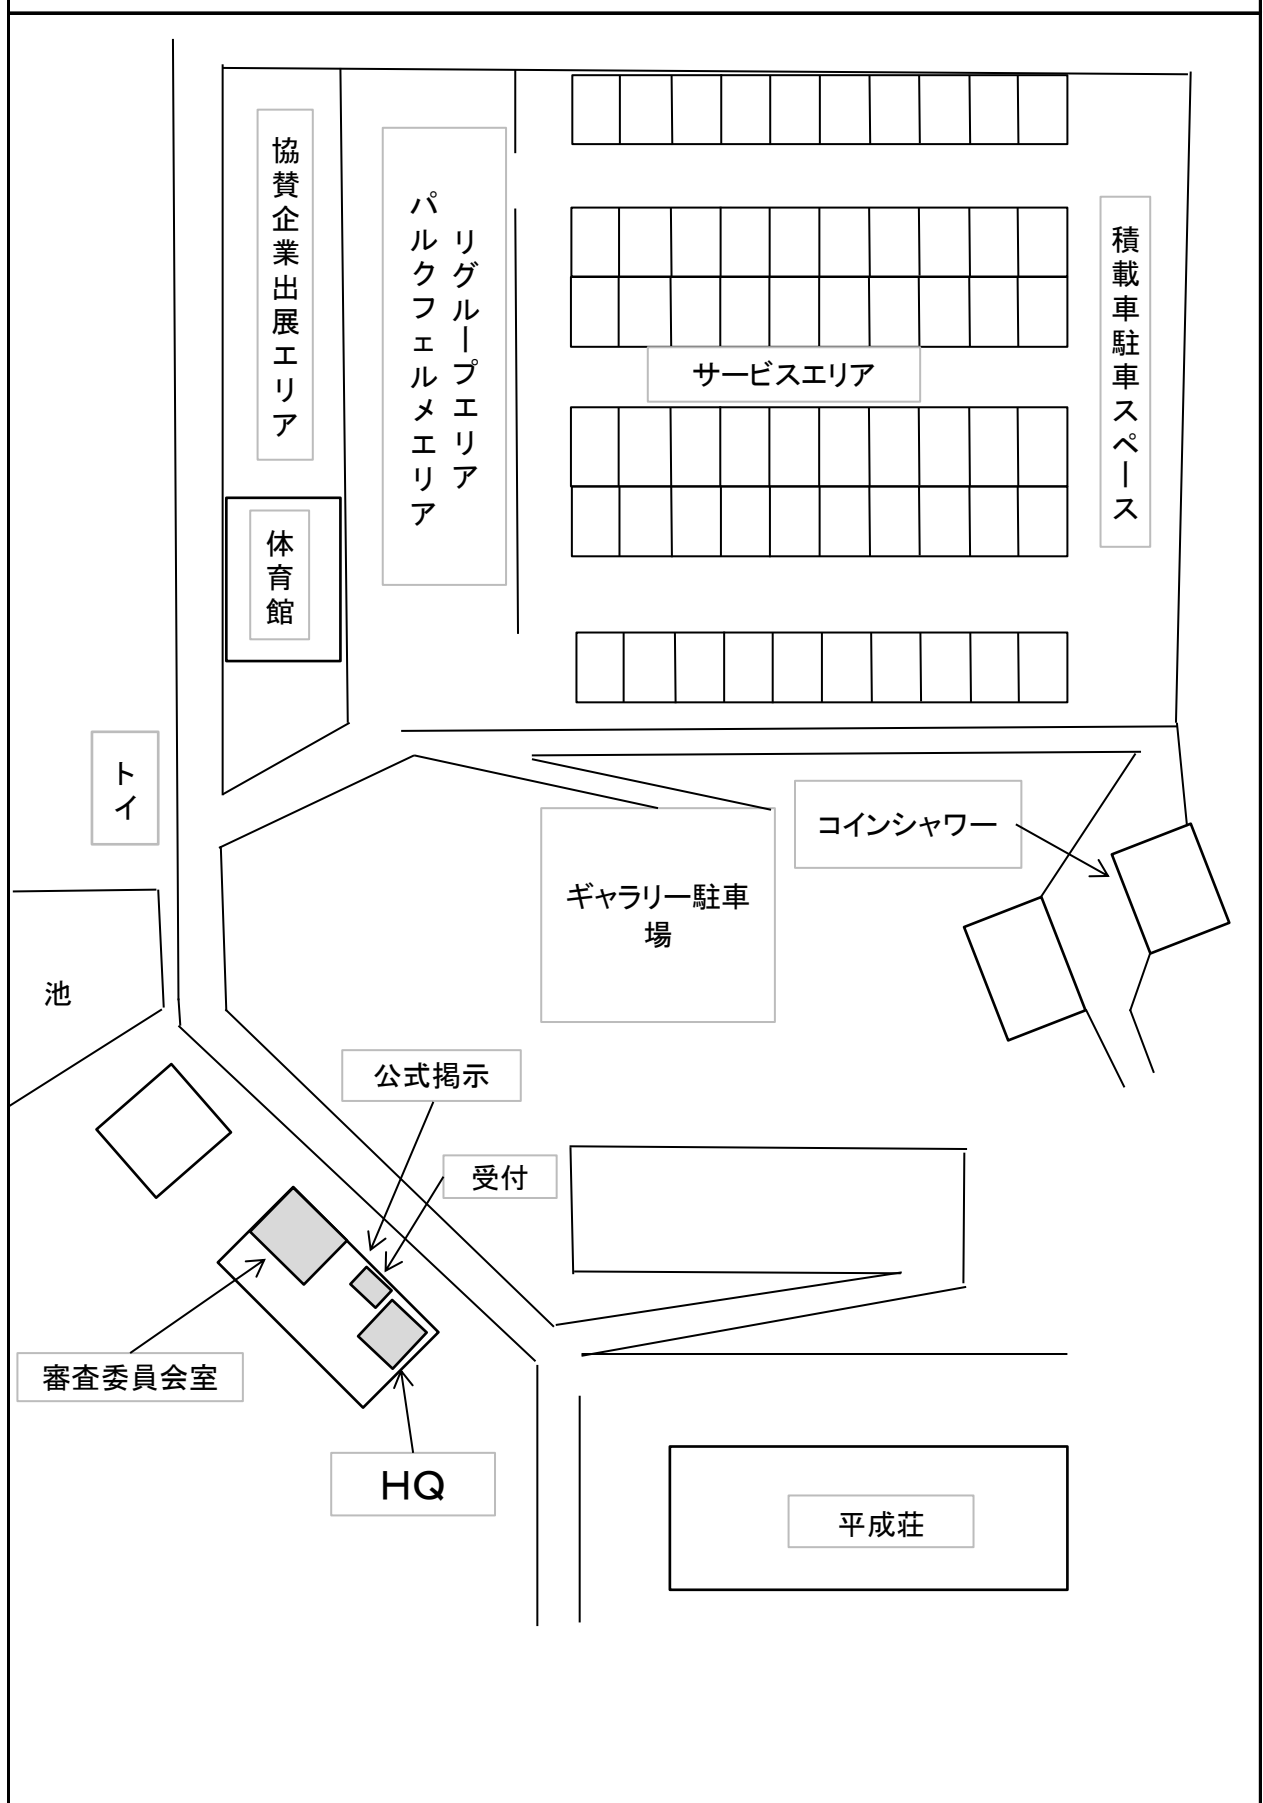 協賛企業出展エリア
リグループエリア
パルクフェルメエリア
積載車駐車スペース
サービスエリア
体育館
トイ
コインシャワー
ギャラリー駐車
場
池
公式掲示
受付
審査委員会室
HQ
平成荘